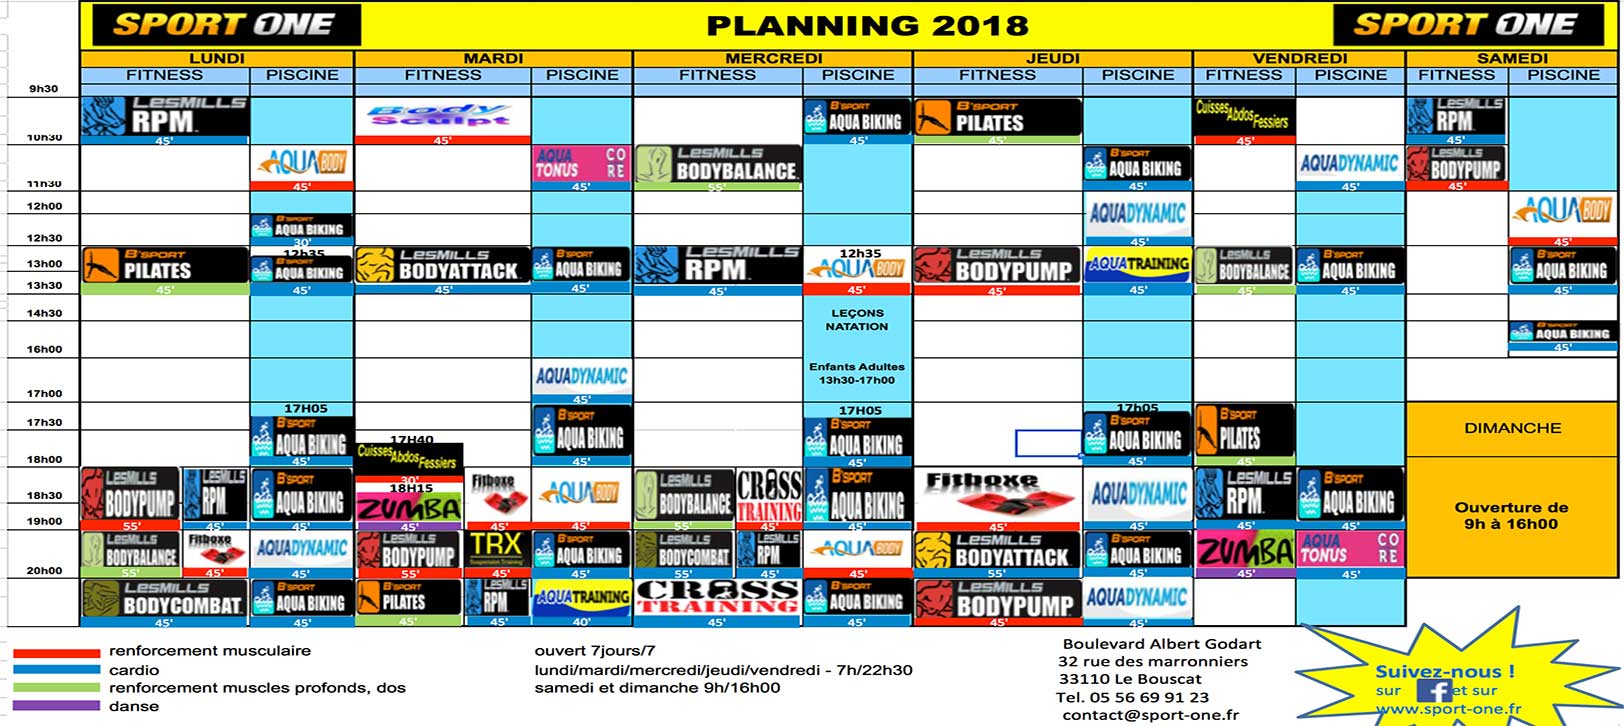 SPORT ONE PLANNING 2018 SPORT ONE
LUNDI MARDI MERCREDI JEUDI VENDREDI SAMEDI
FITNESS PISCINE FITNESS PISCINE FITNESS PISCINE FITNESS PISCINE FITNESS PISCINE FITNESS PISCINE
9h30
LESMILLS RPM Body Sculpt B'SPORT AQUA BIKING B'SPORT PILATES Cuisses Abdos Fessiers LESMILLS RPM
10h30 45' 45' 45' 45' 45' 45'
AQUA BODY AQUA TONUS CORE LESMILLS BODYBALANCE B'SPORT AQUA BIKING AQUADYNAMIC LESMILLS BODYPUMP
11h30 45' 45' 55' 45' 45' 45'
12h00
B'SPORT AQUA BIKING AQUADYNAMIC AQUA BODY
12h30 30' 45' 45'
12h35 12h35
13h00 B'SPORT PILATES B'SPORT AQUA BIKING LESMILLS BODYATTACK B'SPORT AQUA BIKING LESMILLS RPM AQUA BODY LESMILLS BODYPUMP AQUATRAINING LESMILLS BODYBALANCE B'SPORT AQUA BIKING B'SPORT AQUA BIKING
13h30 45' 45' 45' 45' 45' 45' 45' 45' 45' 45' 45'
14h30 LEÇONS
NATATION B'SPORT AQUA BIKING
16h00 45'
Enfants Adultes
13h30-17h00
AQUADYNAMIC
17h00 45'
17H05 17H05 17h05
17h30 B'SPORT AQUA BIKING B'SPORT AQUA BIKING B'SPORT AQUA BIKING B'SPORT AQUA BIKING B'SPORT PILATES DIMANCHE
17H40
Cuisses Abdos Fessiers
18h00 45' 45' 45' 45' 45'
30'
18H15
18h30 LESMILLS BODYPUMP LESMILLS RPM B'SPORT AQUA BIKING ZUMBA Fitboxe AQUA BODY LESMILLS BODYBALANCE CROSS TRAINING B'SPORT AQUA BIKING Fitboxe AQUADYNAMIC LESMILLS RPM B'SPORT AQUA BIKING
Ouverture de
9h à 16h00
19h00 55' 45' 45' 45' 45' 45' 55' 45' 45' 45' 45' 45' 45'
LESMILLS BODYBALANCE Fitboxe AQUADYNAMIC LESMILLS BODYPUMP TRX Suspension Training B'SPORT AQUA BIKING LESMILLS BODYCOMBAT LESMILLS RPM AQUA BODY LESMILLS BODYATTACK B'SPORT AQUA BIKING ZUMBA AQUA TONUS CORE
20h00 55' 45' 45' 55' 45' 45' 55' 45' 45' 55' 45' 45' 45'
LESMILLS BODYCOMBAT B'SPORT AQUA BIKING B'SPORT PILATES LESMILLS RPM AQUATRAINING CROSS TRAINING B'SPORT AQUA BIKING LESMILLS BODYPUMP AQUADYNAMIC
45' 45' 45' 45' 40' 45' 45' 45' 45'
renforcement musculaire
cardio
renforcement muscles profonds, dos
danse
ouvert 7jours/7
lundi/mardi/mercredi/jeudi/vendredi - 7h/22h30
samedi et dimanche 9h/16h00
Boulevard Albert Godart
32 rue des marronniers
33110 Le Bouscat
Tel. 05 56 69 91 23
contact@sport-one.fr
Suivez-nous !
sur f et sur
www.sport-one.fr